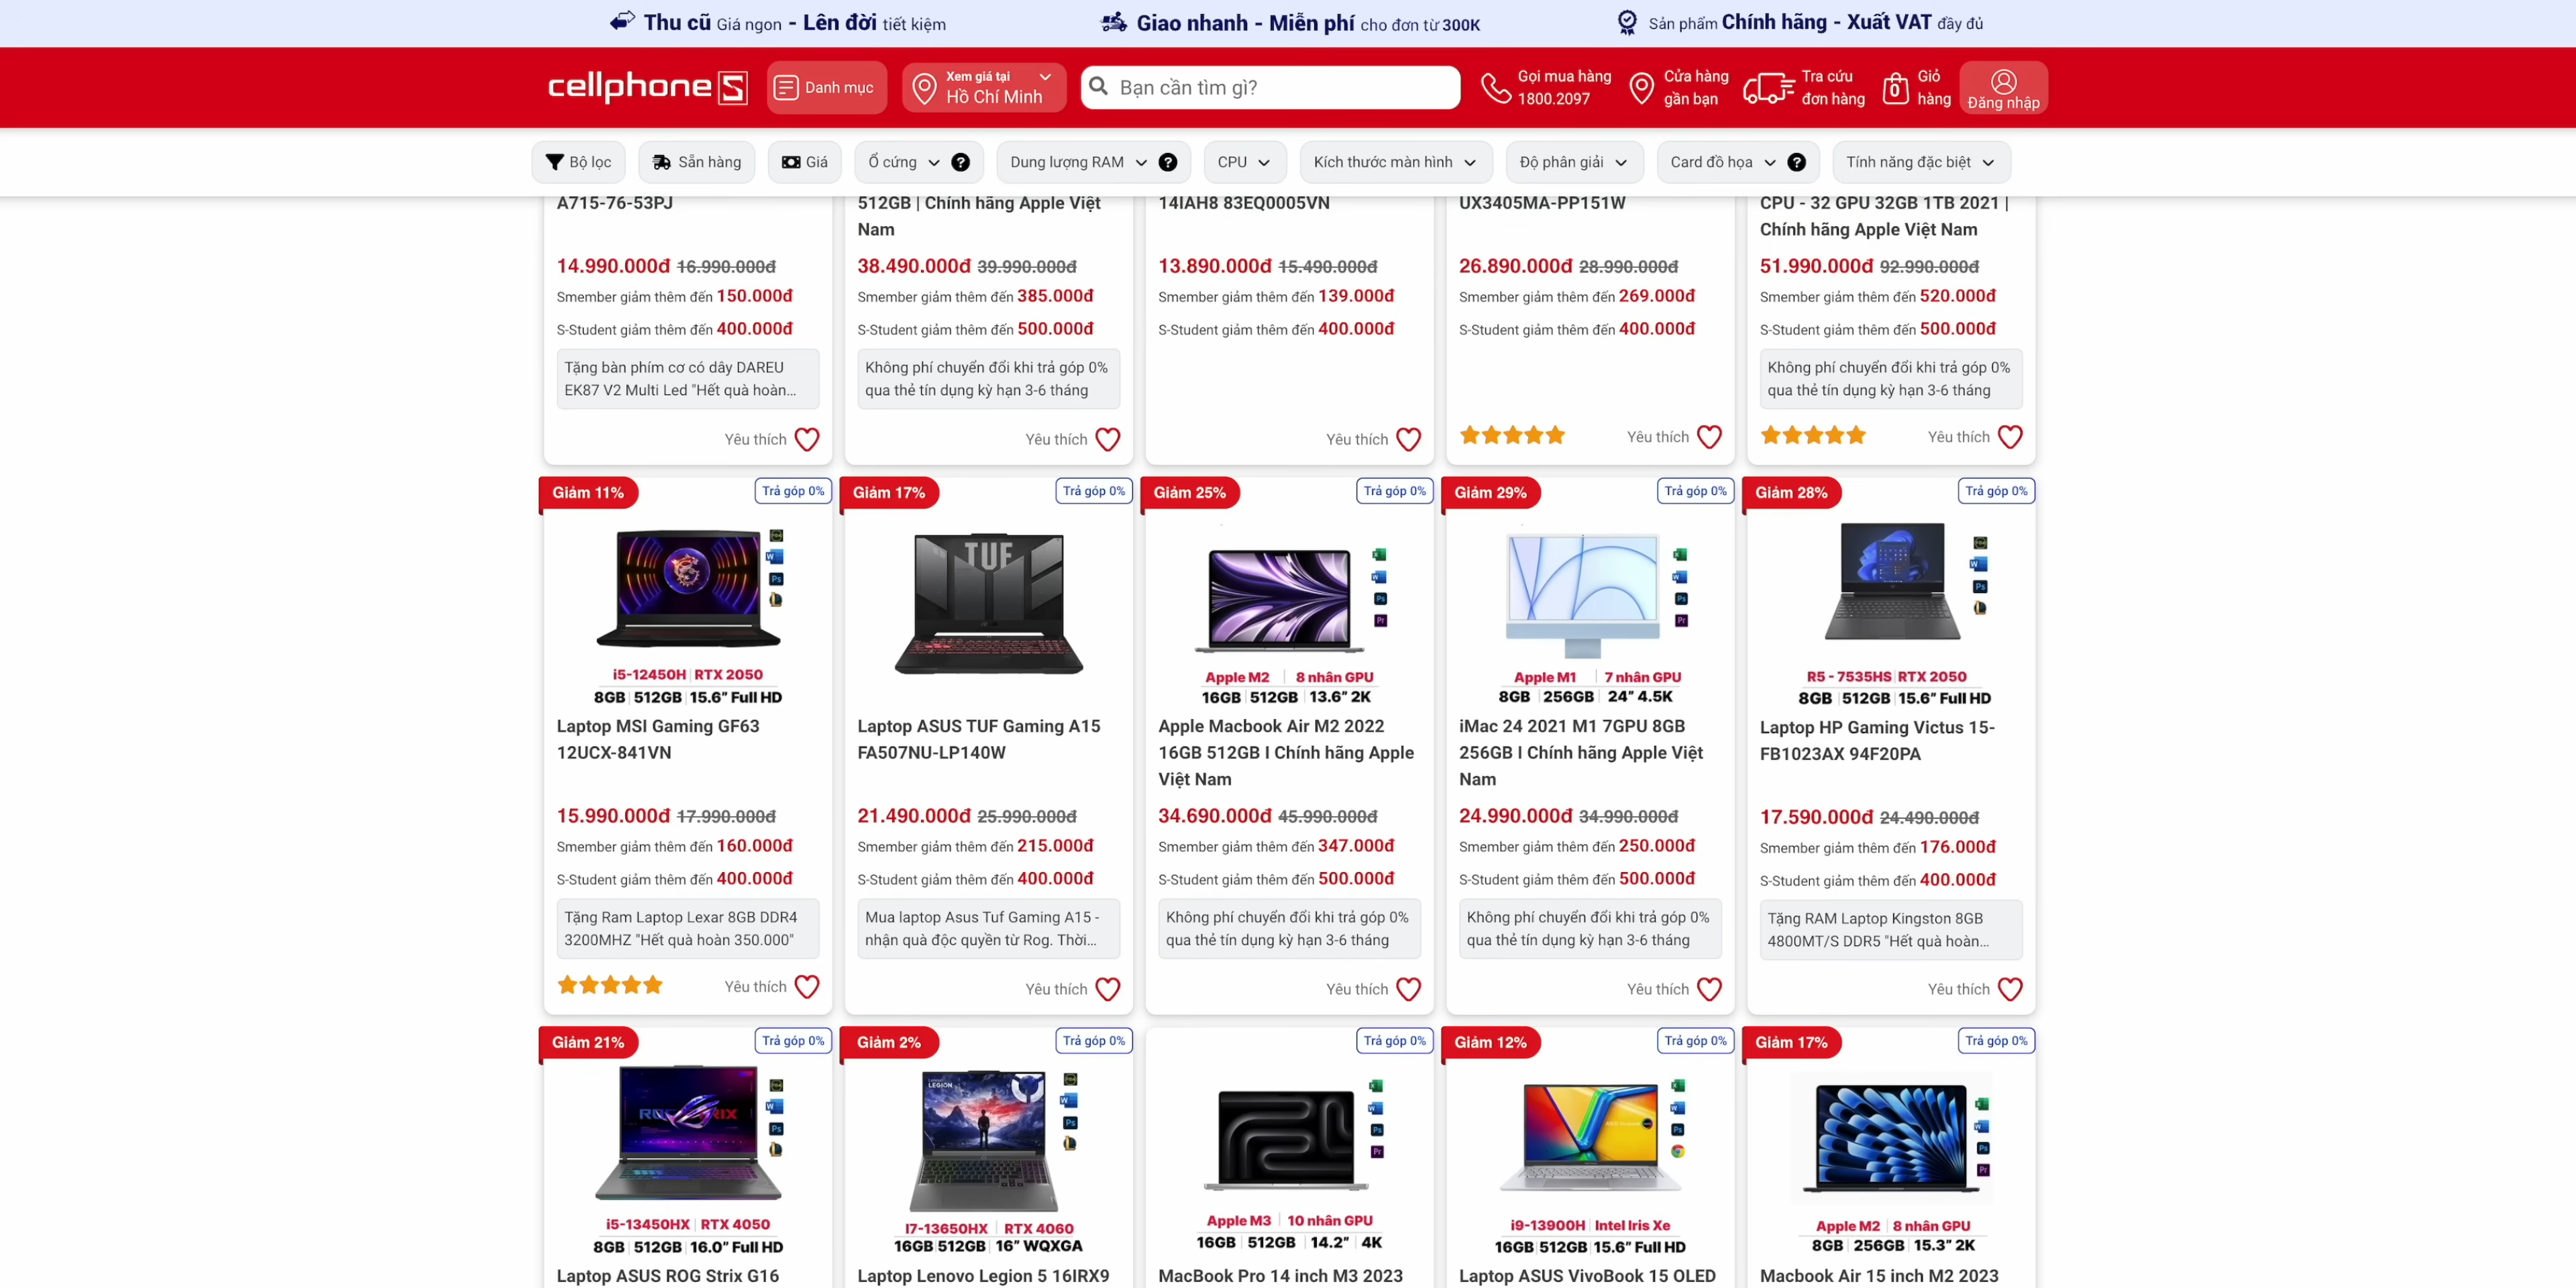 Thu cũ Giá ngon - Lên đời tiết kiệm
Giao nhanh - Miễn phí cho đơn từ 300K
Sản phẩm Chính hãng - Xuất VAT đầy đủ
cellphoneS
Danh mục
Xem giá tại
Hồ Chí Minh
Bạn cần tìm gì?
Gọi mua hàng
1800.2097
Cửa hàng
gần bạn
Tra cứu
đơn hàng
0
Giỏ
hàng
Đăng nhập
Bộ lọc
Sẵn hàng
Giá
Ổ cứng
Dung lượng RAM
CPU
Kích thước màn hình
Độ phân giải
Card đồ họa
Tính năng đặc biệt
A715-76-53PJ
14.990.000đ 16.990.000đ
Smember giảm thêm đến 150.000đ
S-Student giảm thêm đến 400.000đ
Tặng bàn phím cơ có dây DAREU
EK87 V2 Multi Led "Hết quà hoàn...
Yêu thích
512GB | Chính hãng Apple Việt
Nam
38.490.000đ 39.990.000đ
Smember giảm thêm đến 385.000đ
S-Student giảm thêm đến 500.000đ
Không phí chuyển đổi khi trả góp 0%
qua thẻ tín dụng kỳ hạn 3-6 tháng
Yêu thích
14IAH8 83EQ0005VN
13.890.000đ 15.490.000đ
Smember giảm thêm đến 139.000đ
S-Student giảm thêm đến 400.000đ
Yêu thích
UX3405MA-PP151W
26.890.000đ 28.990.000đ
Smember giảm thêm đến 269.000đ
S-Student giảm thêm đến 400.000đ
Yêu thích
CPU - 32 GPU 32GB 1TB 2021 |
Chính hãng Apple Việt Nam
51.990.000đ 92.990.000đ
Smember giảm thêm đến 520.000đ
S-Student giảm thêm đến 500.000đ
Không phí chuyển đổi khi trả góp 0%
qua thẻ tín dụng kỳ hạn 3-6 tháng
Yêu thích
Giảm 11%
Trả góp 0%
i5-12450H RTX 2050
8GB 512GB 15.6” Full HD
Laptop MSI Gaming GF63
12UCX-841VN
15.990.000đ 17.990.000đ
Smember giảm thêm đến 160.000đ
S-Student giảm thêm đến 400.000đ
Tặng Ram Laptop Lexar 8GB DDR4
3200MHZ "Hết quà hoàn 350.000"
Yêu thích
Giảm 17%
Trả góp 0%
TUF
Laptop ASUS TUF Gaming A15
FA507NU-LP140W
21.490.000đ 25.990.000đ
Smember giảm thêm đến 215.000đ
S-Student giảm thêm đến 400.000đ
Mua laptop Asus Tuf Gaming A15 -
nhận quà độc quyền từ Rog. Thời...
Yêu thích
Giảm 25%
Trả góp 0%
Apple M2 8 nhân GPU
16GB 512GB 13.6” 2K
Apple Macbook Air M2 2022
16GB 512GB I Chính hãng Apple
Việt Nam
34.690.000đ 45.990.000đ
Smember giảm thêm đến 347.000đ
S-Student giảm thêm đến 500.000đ
Không phí chuyển đổi khi trả góp 0%
qua thẻ tín dụng kỳ hạn 3-6 tháng
Yêu thích
Giảm 29%
Trả góp 0%
Apple M1 7 nhân GPU
8GB 256GB 24” 4.5K
iMac 24 2021 M1 7GPU 8GB
256GB I Chính hãng Apple Việt
Nam
24.990.000đ 34.990.000đ
Smember giảm thêm đến 250.000đ
S-Student giảm thêm đến 500.000đ
Không phí chuyển đổi khi trả góp 0%
qua thẻ tín dụng kỳ hạn 3-6 tháng
Yêu thích
Giảm 28%
Trả góp 0%
R5 - 7535HS RTX 2050
8GB 512GB 15.6” Full HD
Laptop HP Gaming Victus 15-
FB1023AX 94F20PA
17.590.000đ 24.490.000đ
Smember giảm thêm đến 176.000đ
S-Student giảm thêm đến 400.000đ
Tặng RAM Laptop Kingston 8GB
4800MT/S DDR5 "Hết quà hoàn...
Yêu thích
Giảm 21%
Trả góp 0%
i5-13450HX RTX 4050
8GB 512GB 16.0” Full HD
Laptop ASUS ROG Strix G16
Giảm 2%
Trả góp 0%
LEGION
I7-13650HX RTX 4060
16GB 512GB 16” WQXGA
Laptop Lenovo Legion 5 16IRX9
Trả góp 0%
Apple M3 10 nhân GPU
16GB 512GB 14.2” 4K
MacBook Pro 14 inch M3 2023
Giảm 12%
Trả góp 0%
i9-13900H Intel Iris Xe
16GB 512GB 15.6” Full HD
Laptop ASUS VivoBook 15 OLED
Giảm 17%
Trả góp 0%
Apple M2 8 nhân GPU
8GB 256GB 15.3” 2K
Macbook Air 15 inch M2 2023